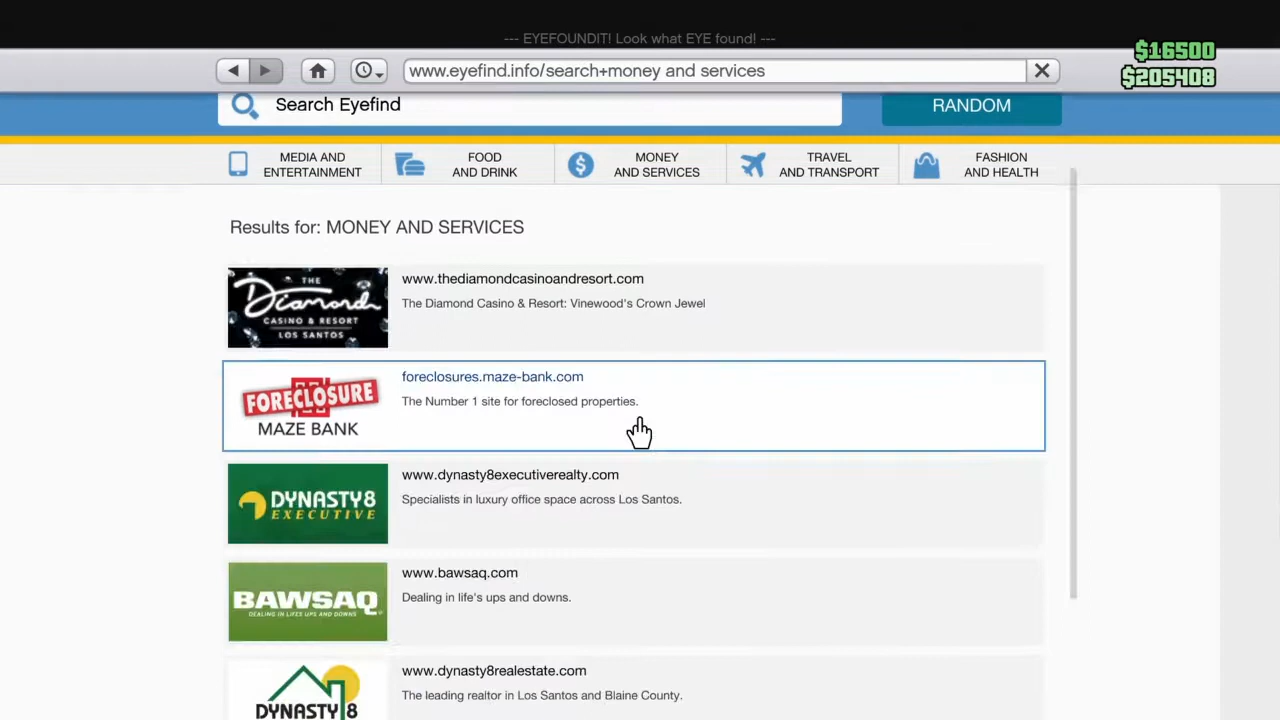 --- EYEFOUNDIT! Look what EYE found! ---
$16500
www.eyefind.info/search+money and services
$205408
Search Eyefind
RANDOM
MEDIA AND
ENTERTAINMENT
FOOD
AND DRINK
MONEY
AND SERVICES
TRAVEL
AND TRANSPORT
FASHION
AND HEALTH
Results for: MONEY AND SERVICES
THE
Diamond
CASINO & RESORT
LOS SANTOS
www.thediamondcasinoandresort.com
The Diamond Casino & Resort: Vinewood's Crown Jewel
FORECLOSURE
MAZE BANK
foreclosures.maze-bank.com
The Number 1 site for foreclosed properties.
DYNASTY 8
EXECUTIVE
www.dynasty8executiverealty.com
Specialists in luxury office space across Los Santos.
BAWSAQ
DEALING IN LIFE'S UPS AND DOWNS
www.bawsaq.com
Dealing in life's ups and downs.
DYNASTY 8
www.dynasty8realestate.com
The leading realtor in Los Santos and Blaine County.